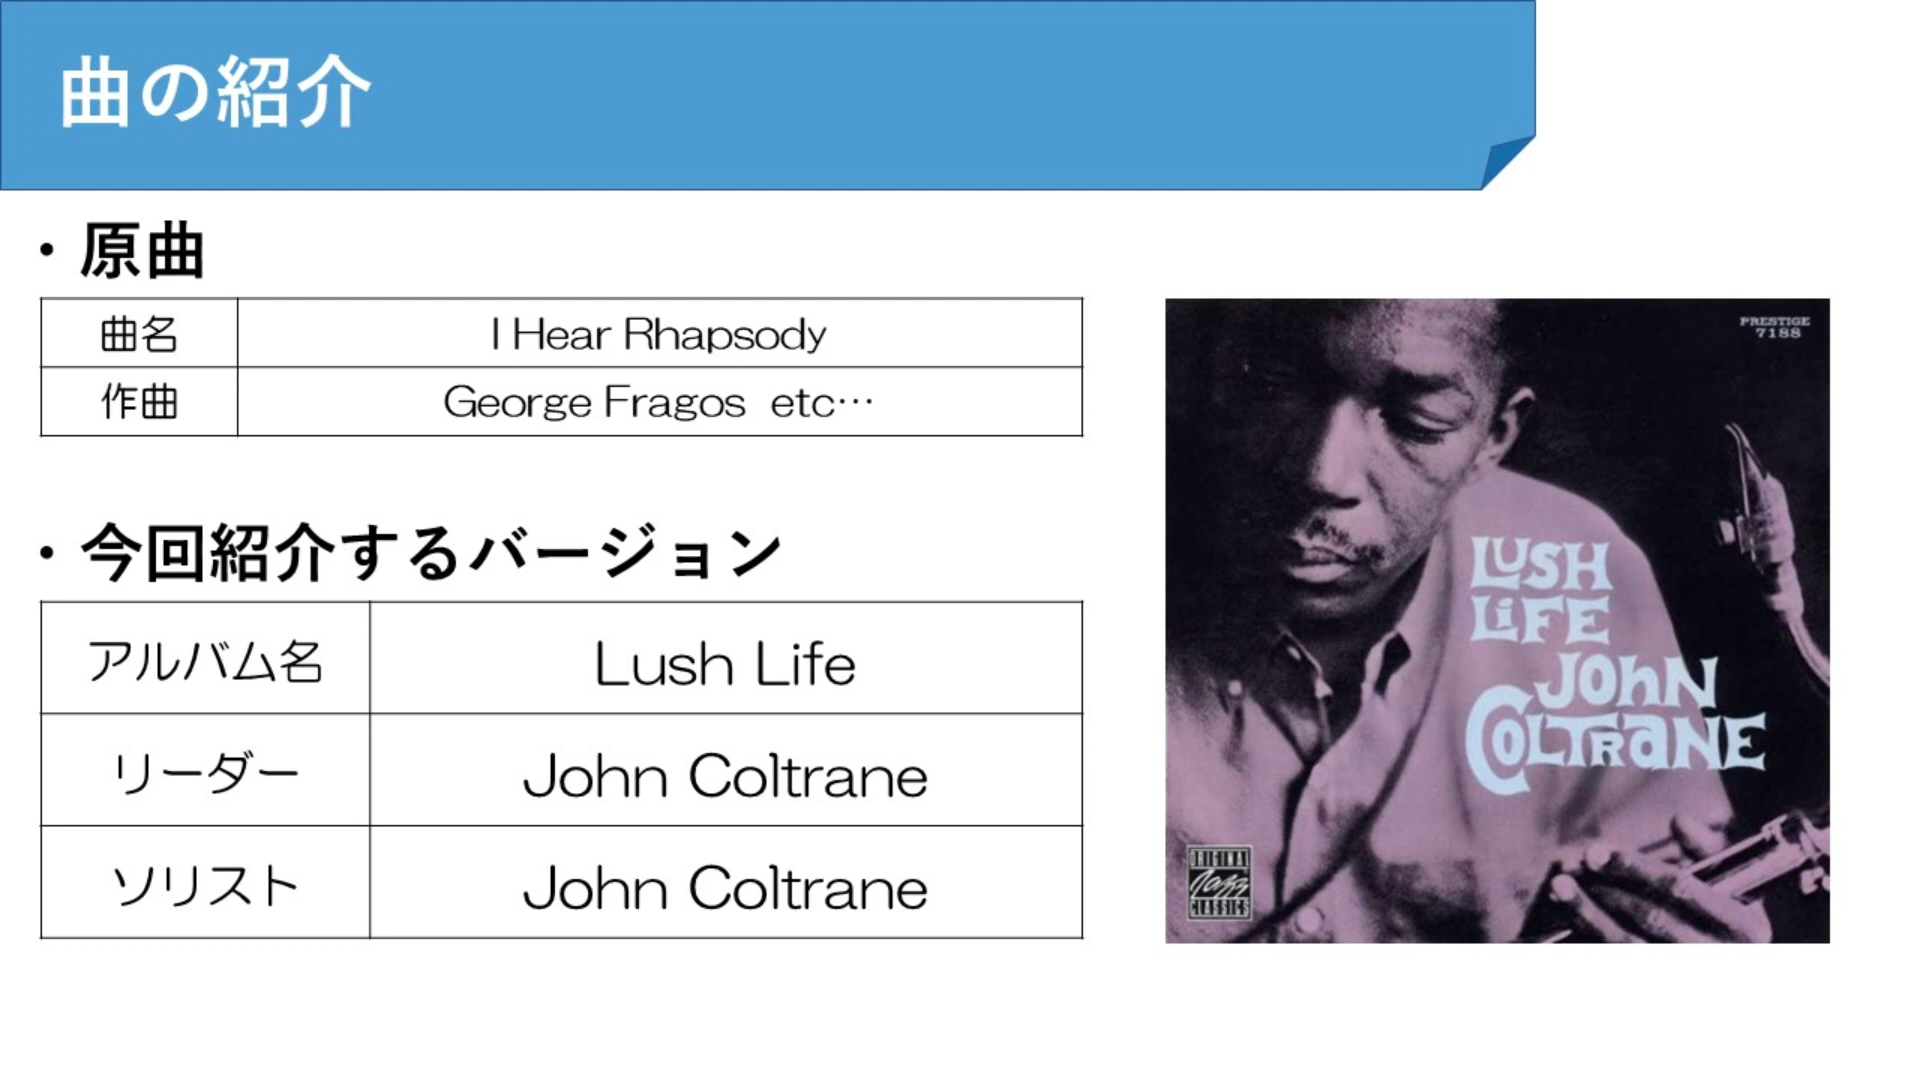 曲の紹介
・原曲
曲名 I Hear Rhapsody
作曲 George Fragos etc…
・今回紹介するバージョン
アルバム名 Lush Life
リーダー John Coltrane
ソリスト John Coltrane
PRESTIGE
7188
LUSH
LiFE
JOhN
COLTRaNE
ORIGINAL
Jazz
CLASSICS